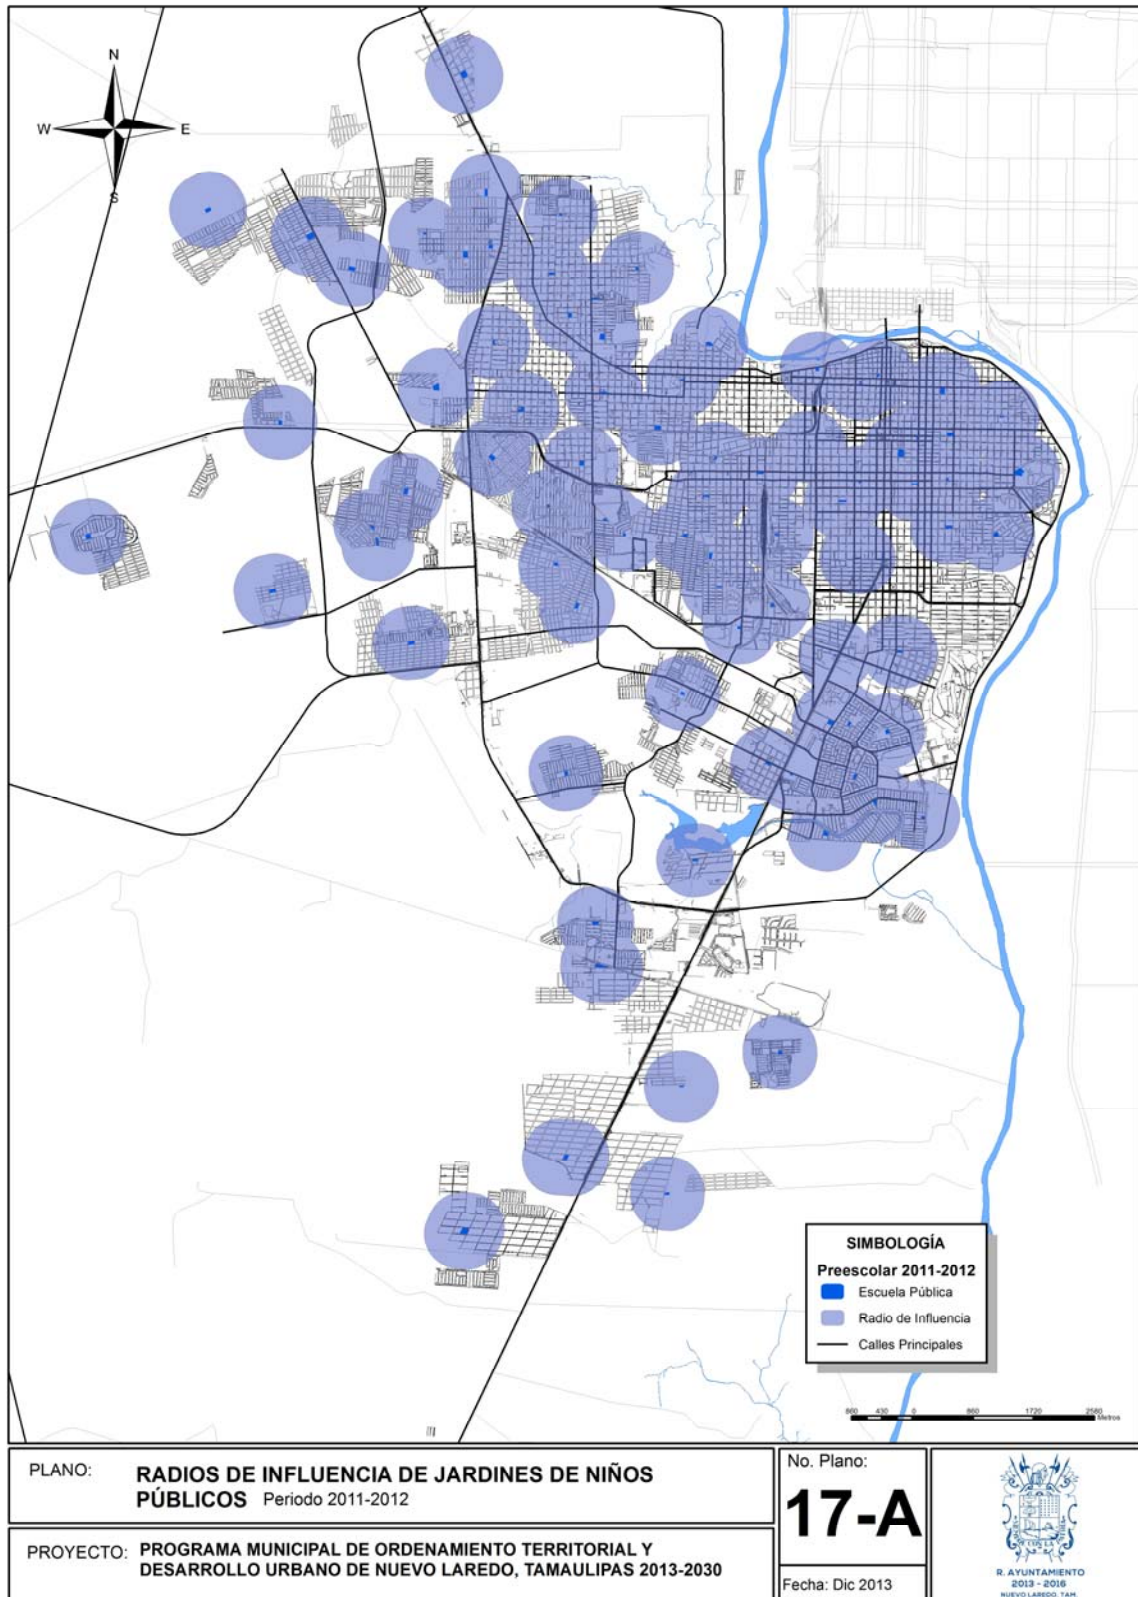 N
W E
S
SIMBOLOGÍA
Preescolar 2011-2012
Escuela Pública
Radio de Influencia
Calles Principales
860 430 0 860 1720 2580
Metros
PLANO: RADIOS DE INFLUENCIA DE JARDINES DE NIÑOS
PÚBLICOS Periodo 2011-2012
PROYECTO: PROGRAMA MUNICIPAL DE ORDENAMIENTO TERRITORIAL Y
DESARROLLO URBANO DE NUEVO LAREDO, TAMAULIPAS 2013-2030
No. Plano:
17-A
Fecha: Dic 2013
R. AYUNTAMIENTO
2013 - 2016
NUEVO LAREDO, TAM.